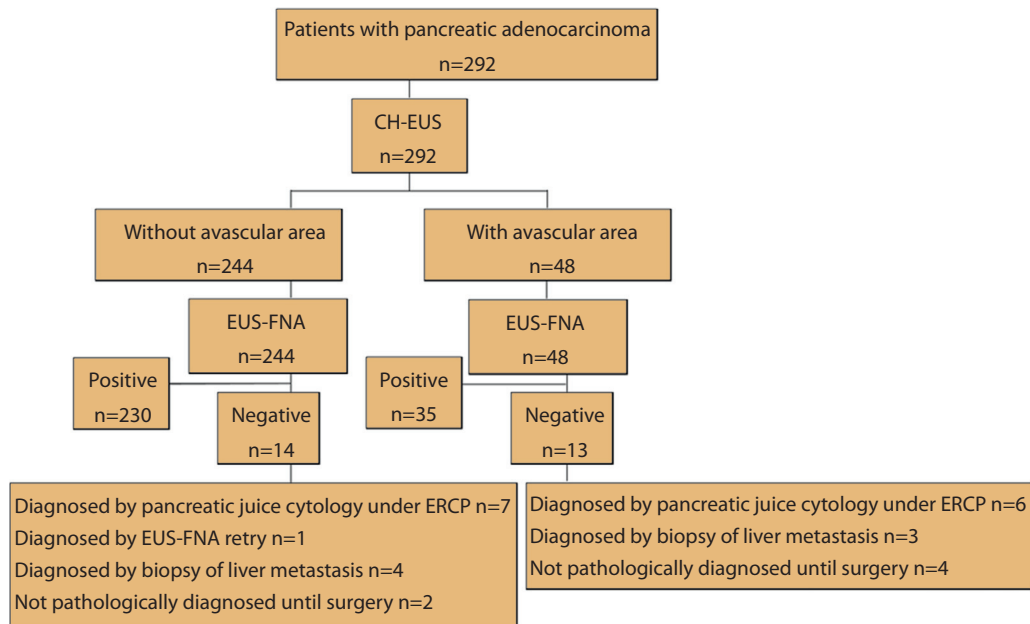 Patients with pancreatic adenocarcinoma
n=292
CH-EUS
n=292
Without avascular area
n=244
With avascular area
n=48
EUS-FNA
n=244
EUS-FNA
n=48
Positive
n=230
Negative
n=14
Positive
n=35
Negative
n=13
Diagnosed by pancreatic juice cytology under ERCP n=7
Diagnosed by EUS-FNA retry n=1
Diagnosed by biopsy of liver metastasis n=4
Not pathologically diagnosed until surgery n=2
Diagnosed by pancreatic juice cytology under ERCP n=6
Diagnosed by biopsy of liver metastasis n=3
Not pathologically diagnosed until surgery n=4